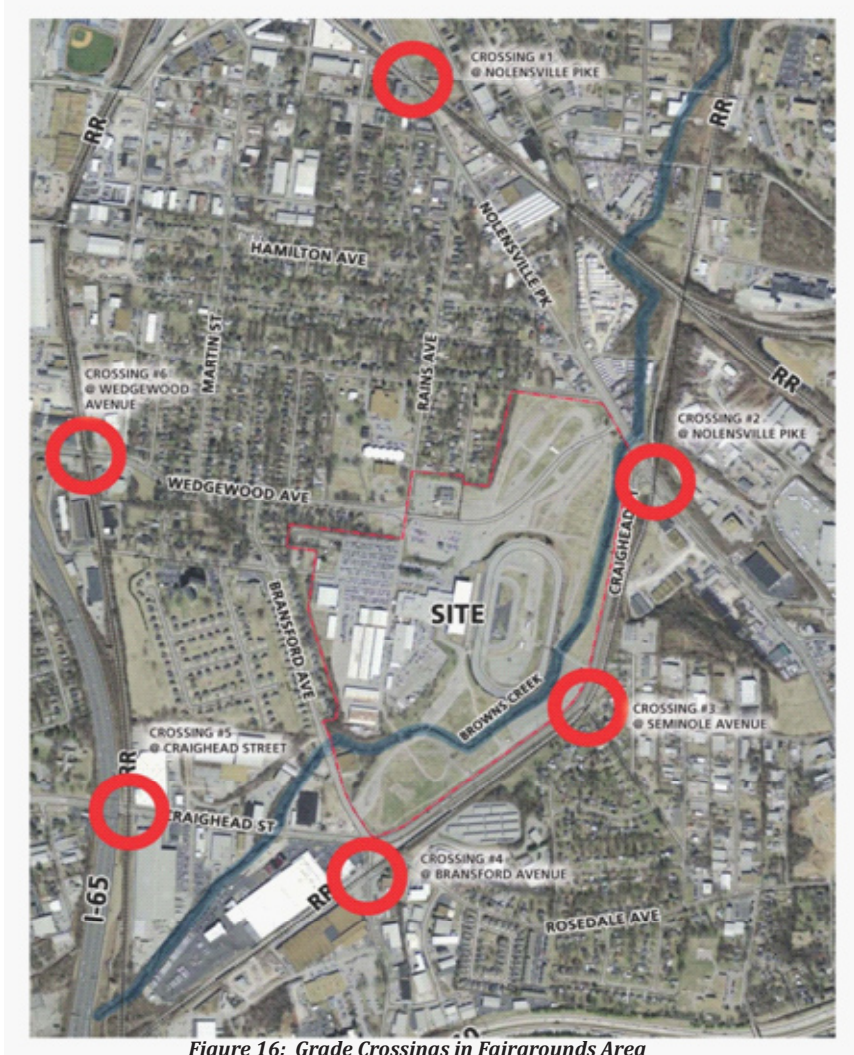 CROSSING #1
@ NOLENSVILLE PIKE
RR
RR
NOLENSVILLE PK
HAMILTON AVE
MARTIN ST
RAINS AVE
CROSSING #6
@ WEDGEWOOD
AVENUE
RR
CROSSING #2
@ NOLENSVILLE PIKE
WEDGEWOOD AVE
CRAIGHEAD
SITE
BRANSFORD AVE
BROWNS CREEK
CROSSING #3
@ SEMINOLE AVENUE
CROSSING #5
@ CRAIGHEAD STREET
RR
CRAIGHEAD ST
CROSSING #4
@ BRANSFORD AVENUE
RR
I-65
ROSEDALE AVE
Figure 16: Grade Crossings in Fairgrounds Area